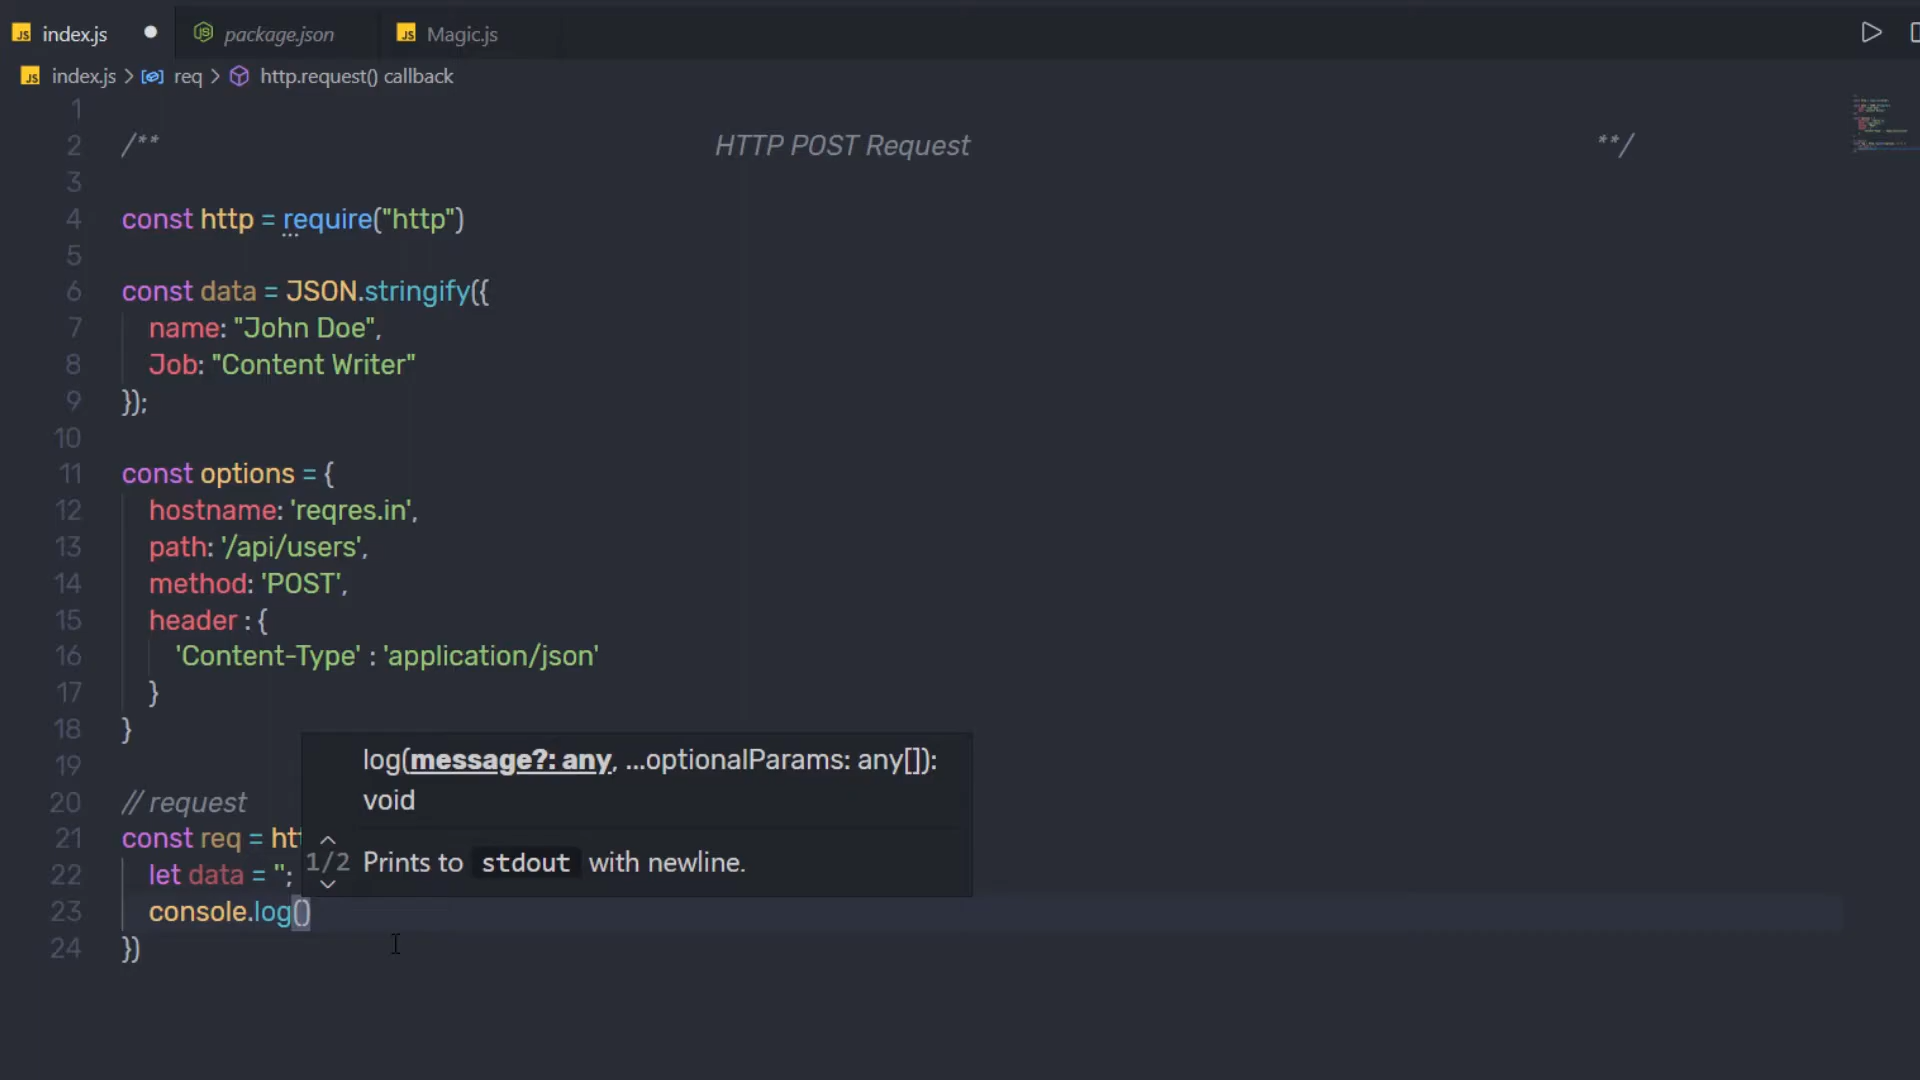 index.js
package.json
Magic.js
index.js > req > http.request() callback
1
2 /** HTTP POST Request **/
3
4 const http = require("http")
5
6 const data = JSON.stringify({
7 name: "John Doe",
8 Job: "Content Writer"
9 });
10
11 const options = {
12 hostname: 'reqres.in',
13 path: '/api/users',
14 method: 'POST',
15 header : {
16 'Content-Type' : 'application/json'
17 }
18 }
19
20 // request
21 const req = htt
22 let data = '';
23 console.log()
24 })
log(message?: any, ...optionalParams: any[]):
void
1/2 Prints to stdout with newline.